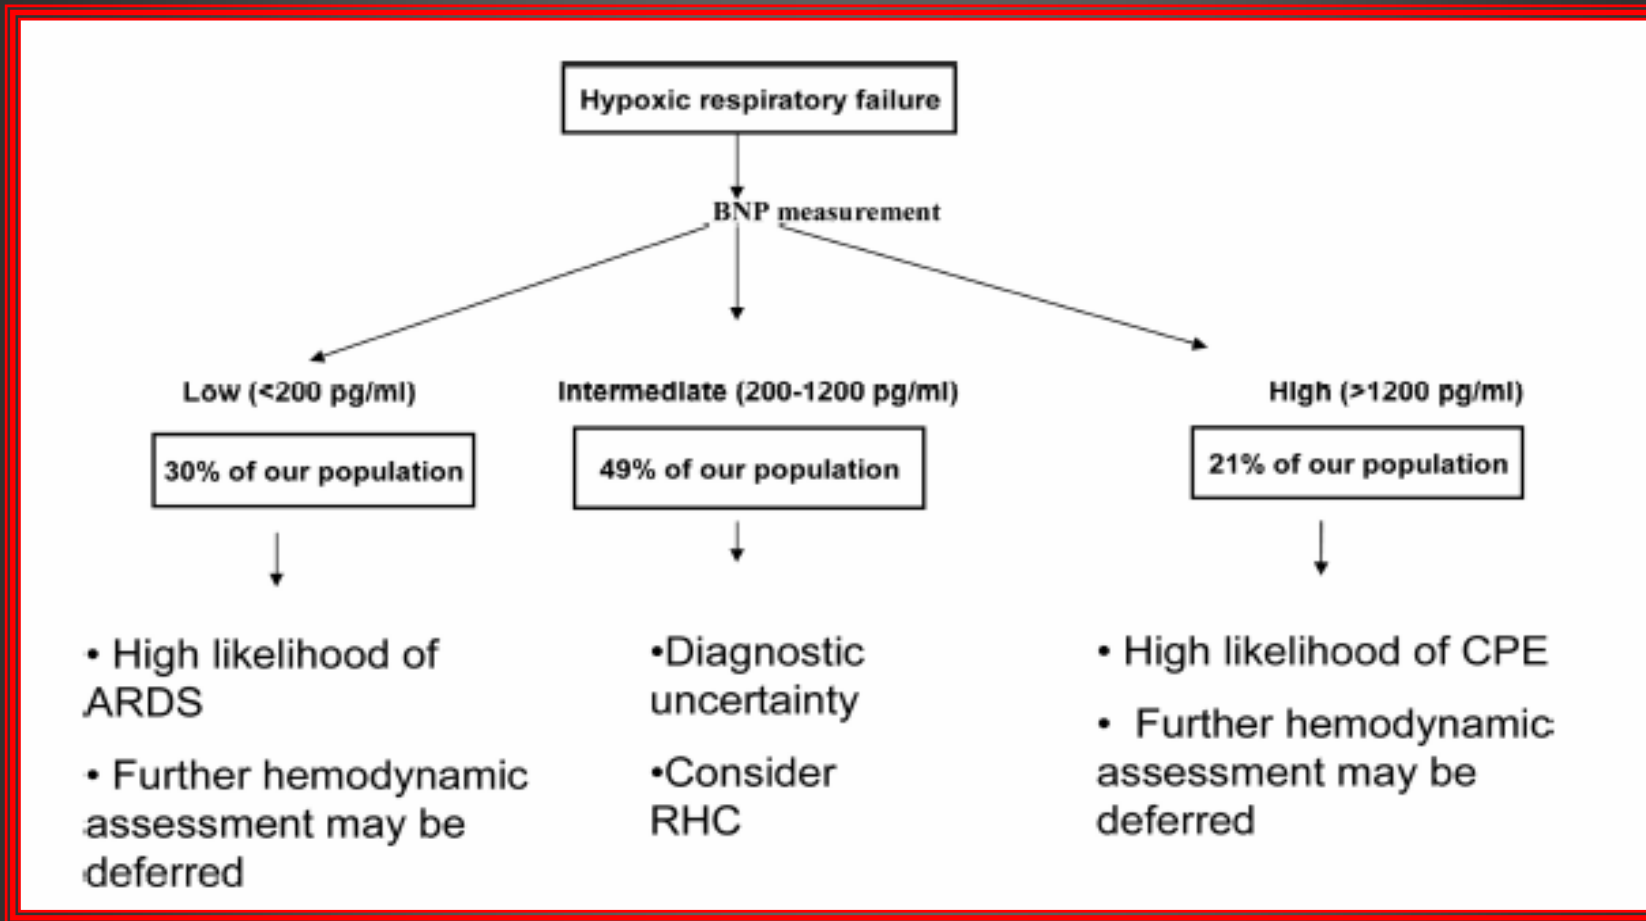 Hypoxic respiratory failure
BNP measurement
Low (<200 pg/ml)
30% of our population
• High likelihood of
ARDS
• Further hemodynamic
assessment may be
deferred
Intermediate (200-1200 pg/ml)
49% of our population
•Diagnostic
uncertainty
•Consider
RHC
High (>1200 pg/ml)
21% of our population
• High likelihood of CPE
• Further hemodynamic
assessment may be
deferred